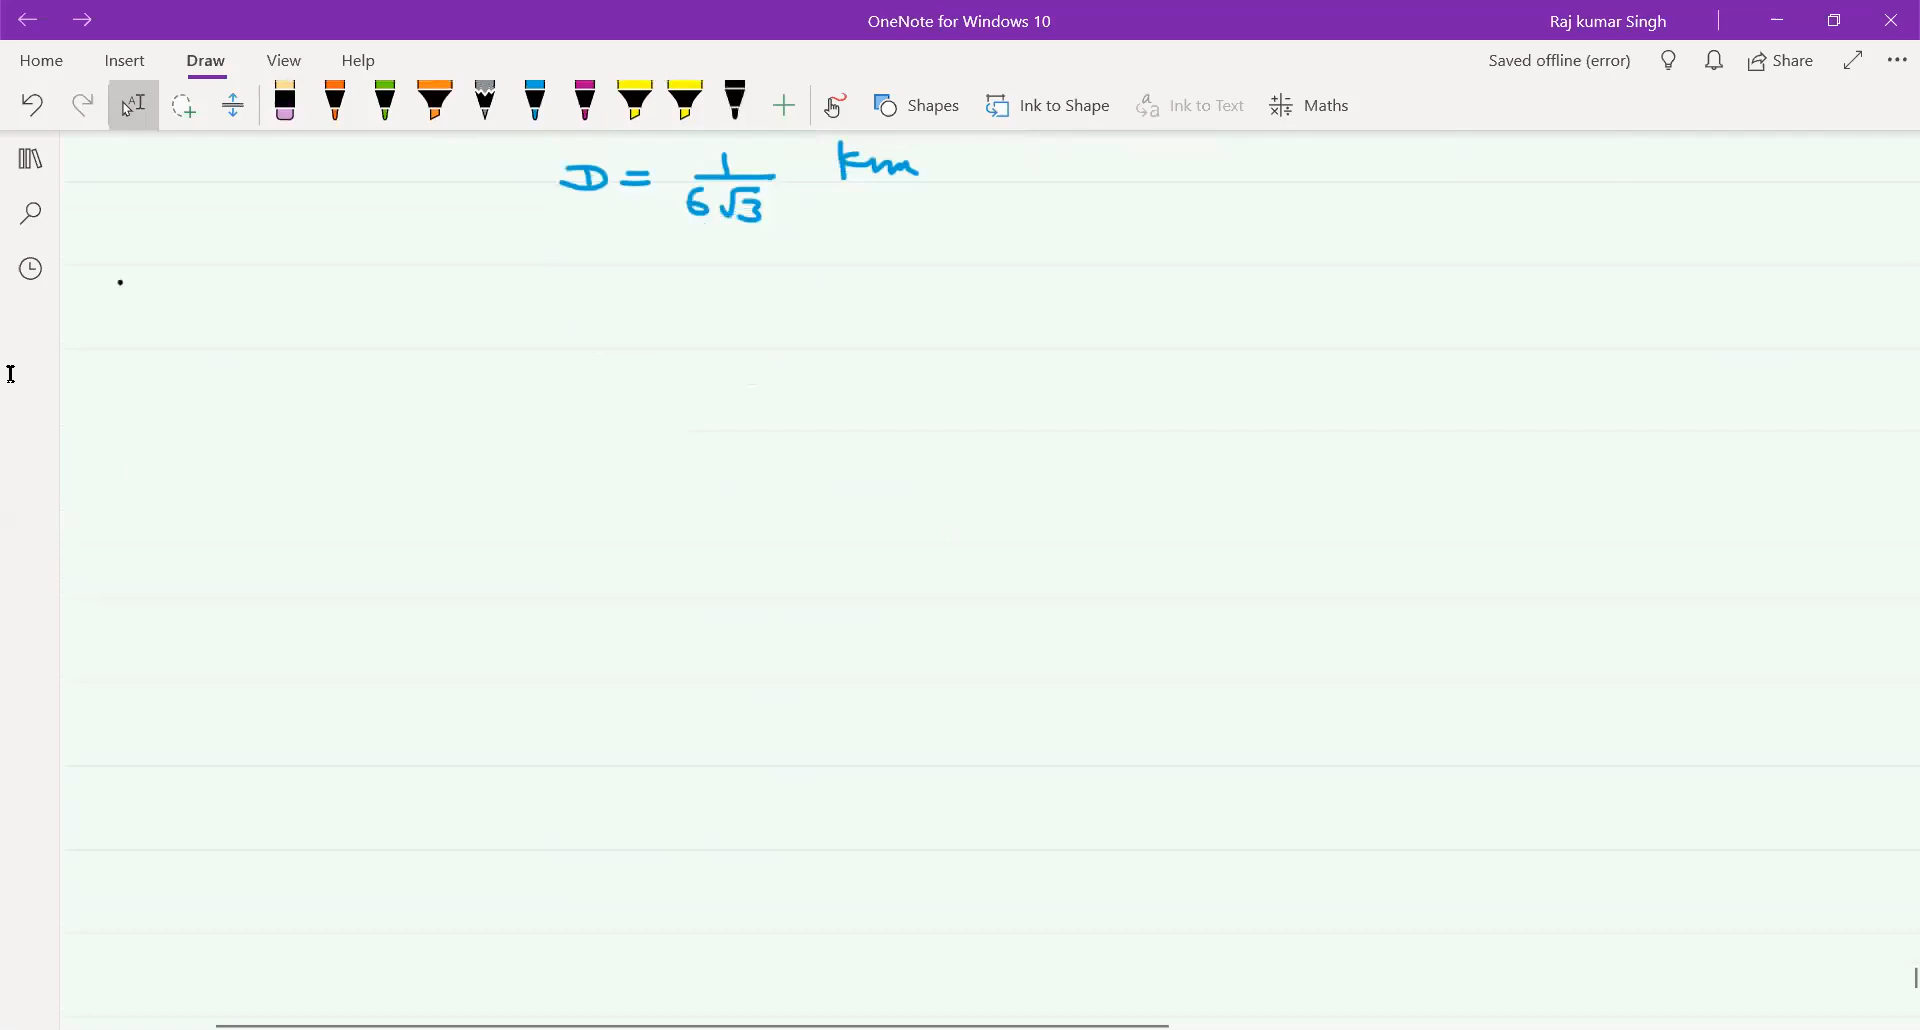 OneNote for Windows 10
Raj kumar Singh
Home Insert Draw View Help
Saved offline (error) Share
Shapes Ink to Shape Ink to Text Maths
D = 1/(6√3) km